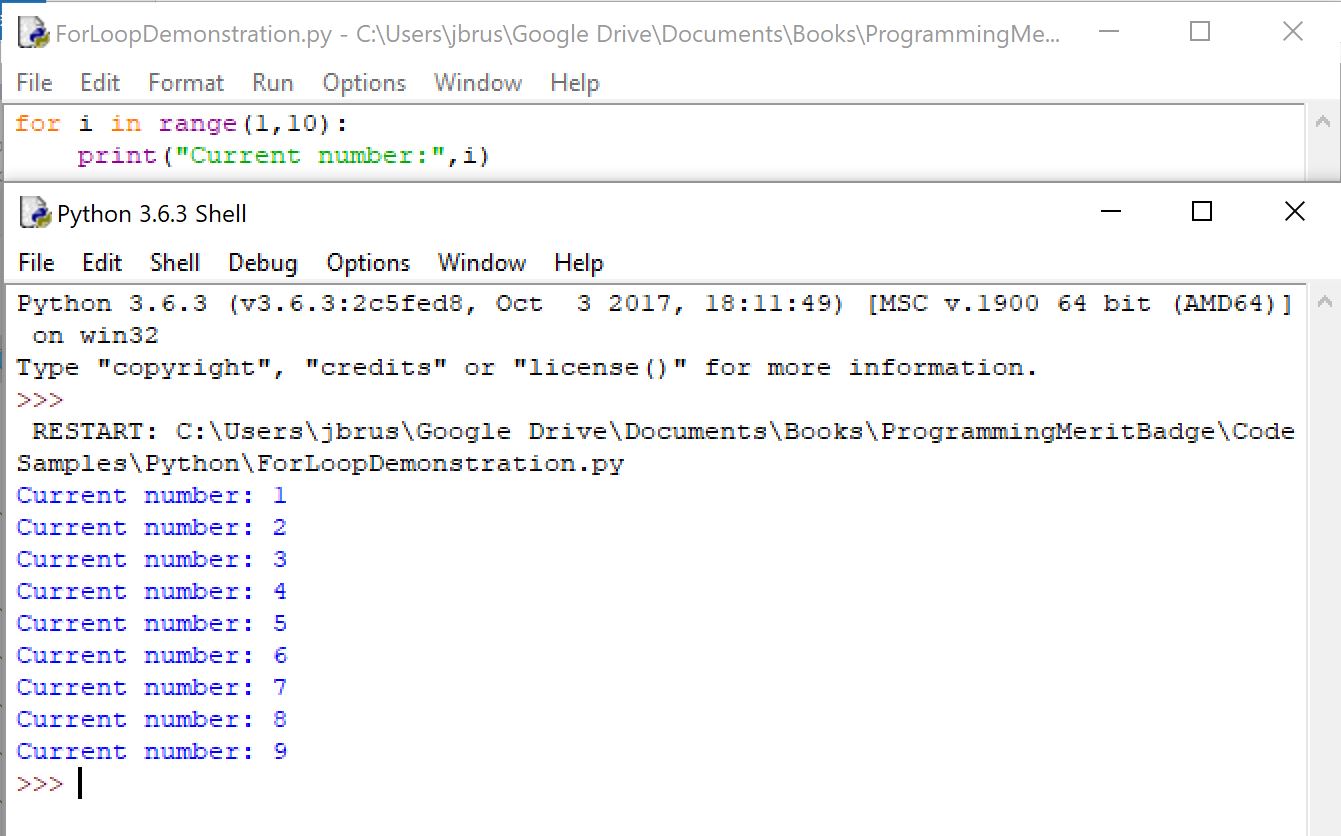 ForLoopDemonstration.py - C:\Users\jbrus\Google Drive\Documents\Books\ProgrammingMe...
File Edit Format Run Options Window Help
for i in range(1,10):
    print("Current number:",i)
Python 3.6.3 Shell
File Edit Shell Debug Options Window Help
Python 3.6.3 (v3.6.3:2c5fed8, Oct  3 2017, 18:11:49) [MSC v.1900 64 bit (AMD64)]
 on win32
Type "copyright", "credits" or "license()" for more information.
>>>
 RESTART: C:\Users\jbrus\Google Drive\Documents\Books\ProgrammingMeritBadge\Code
Samples\Python\ForLoopDemonstration.py
Current number: 1
Current number: 2
Current number: 3
Current number: 4
Current number: 5
Current number: 6
Current number: 7
Current number: 8
Current number: 9
>>>